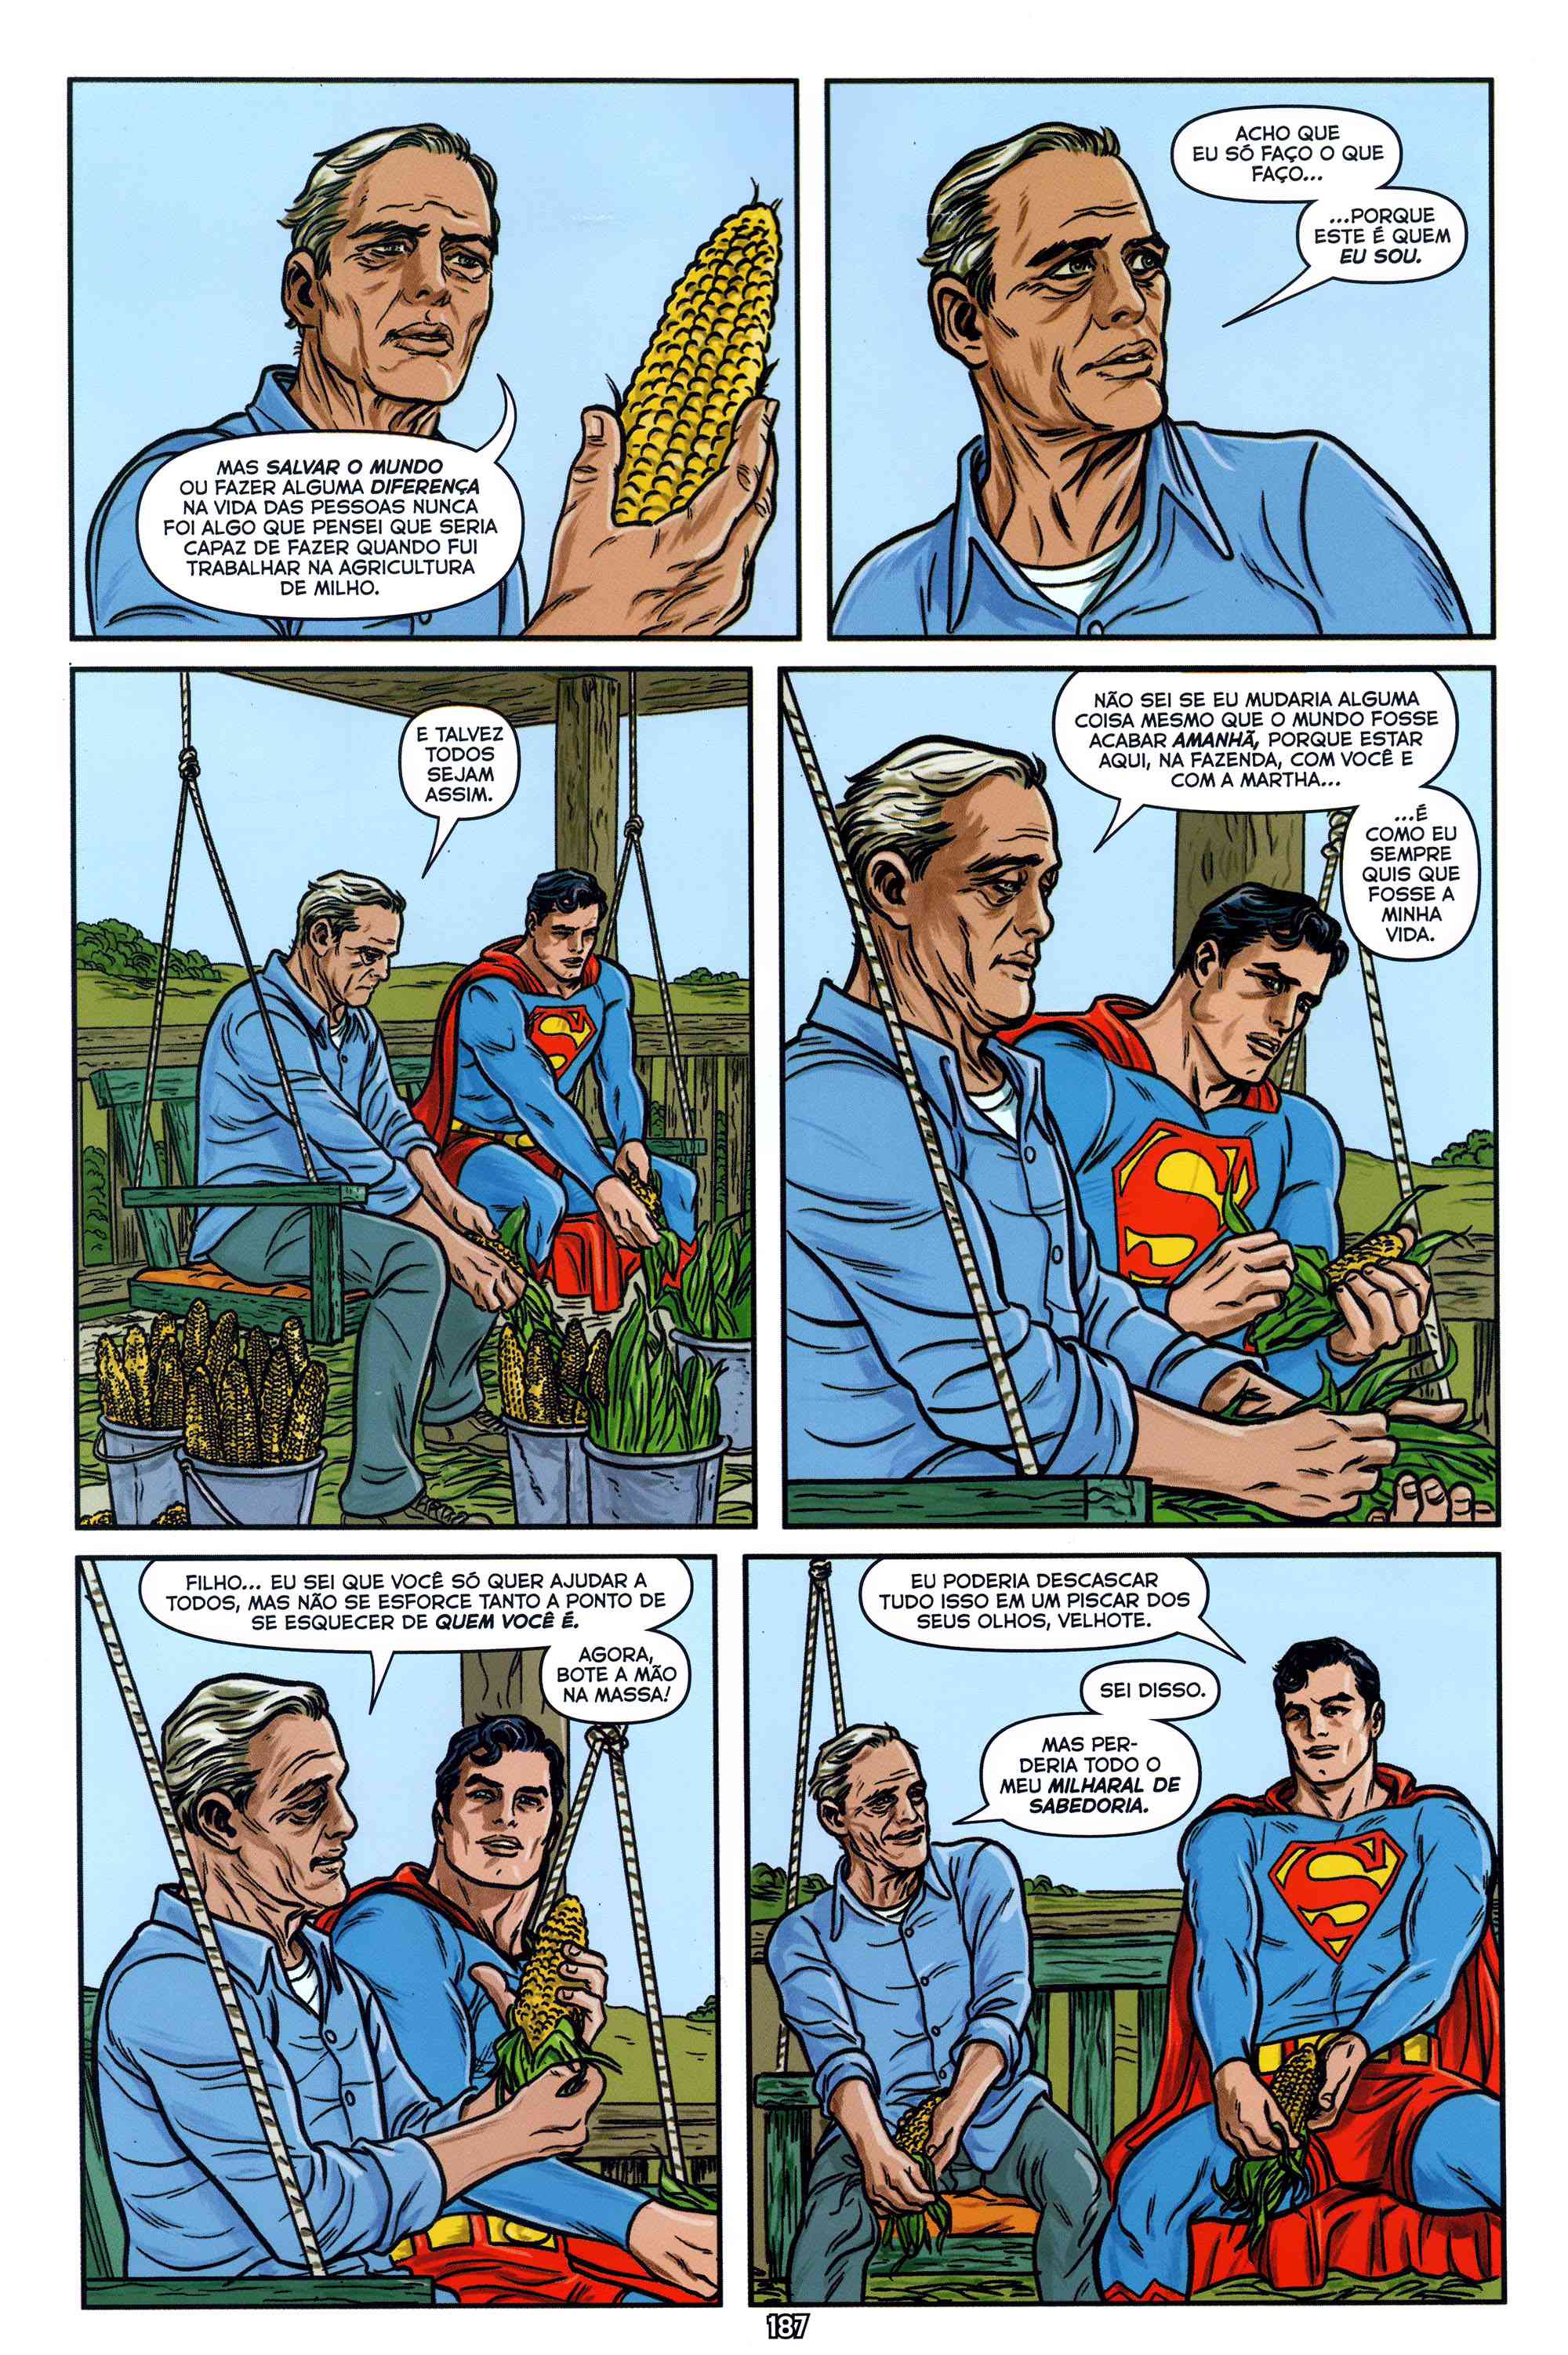 MAS SALVAR O MUNDO
OU FAZER ALGUMA DIFERENÇA
NA VIDA DAS PESSOAS NUNCA
FOI ALGO QUE PENSEI QUE SERIA
CAPAZ DE FAZER QUANDO FUI
TRABALHAR NA AGRICULTURA
DE MILHO.
ACHO QUE
EU SÓ FAÇO O QUE
FAÇO...
...PORQUE
ESTE É QUEM
EU SOU.
E TALVEZ
TODOS
SEJAM
ASSIM.
NÃO SEI SE EU MUDARIA ALGUMA
COISA MESMO QUE O MUNDO FOSSE
ACABAR AMANHÃ, PORQUE ESTAR
AQUI, NA FAZENDA, COM VOCÊ E
COM A MARTHA...
...É
COMO EU
SEMPRE
QUIS QUE
FOSSE A
MINHA
VIDA.
FILHO... EU SEI QUE VOCÊ SÓ QUER AJUDAR A
TODOS, MAS NÃO SE ESFORCE TANTO A PONTO DE
SE ESQUECER DE QUEM VOCÊ É.
AGORA,
BOTE A MÃO
NA MASSA!
EU PODERIA DESCASCAR
TUDO ISSO EM UM PISCAR DOS
SEUS OLHOS, VELHOTE.
SEI DISSO.
MAS PER-
DERIA TODO O
MEU MILHARAL DE
SABEDORIA.
187